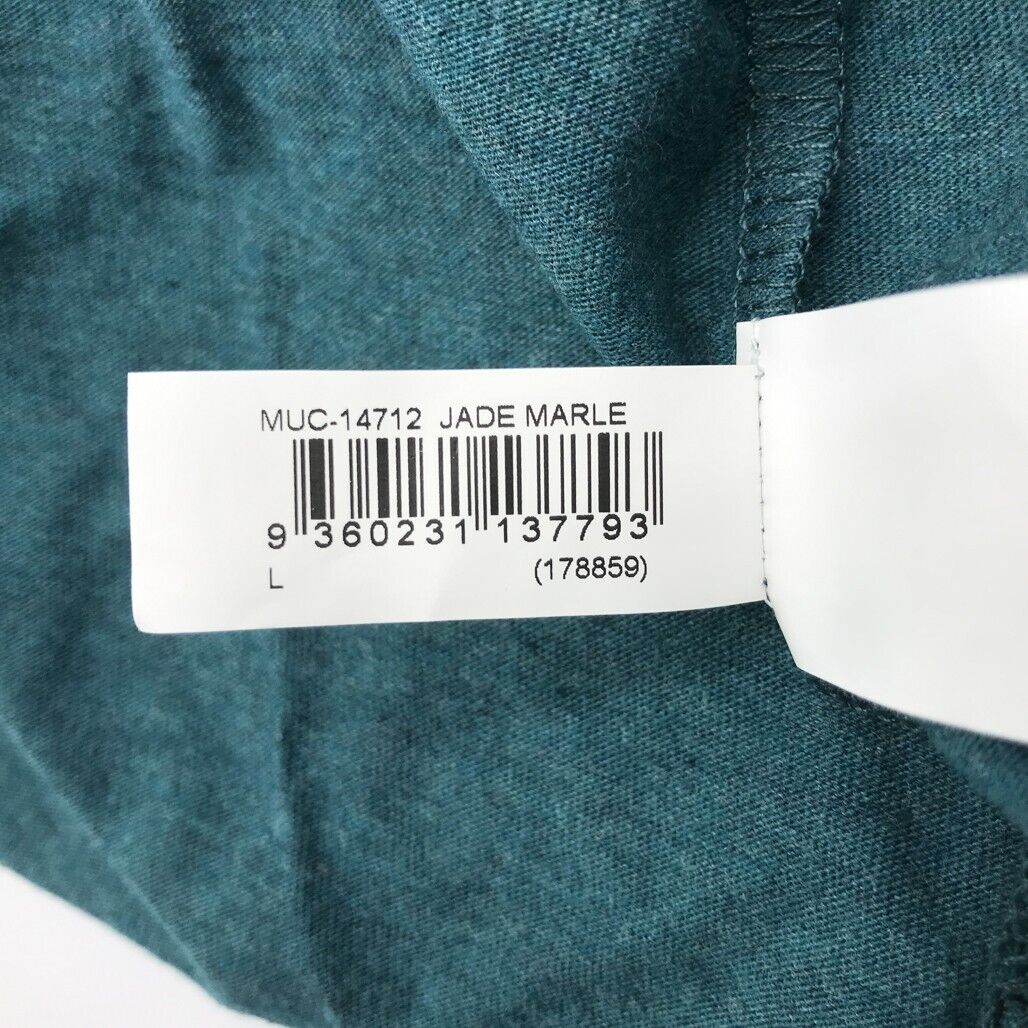 MUC-14712 JADE MARLE
9 360231 137793
L (178859)